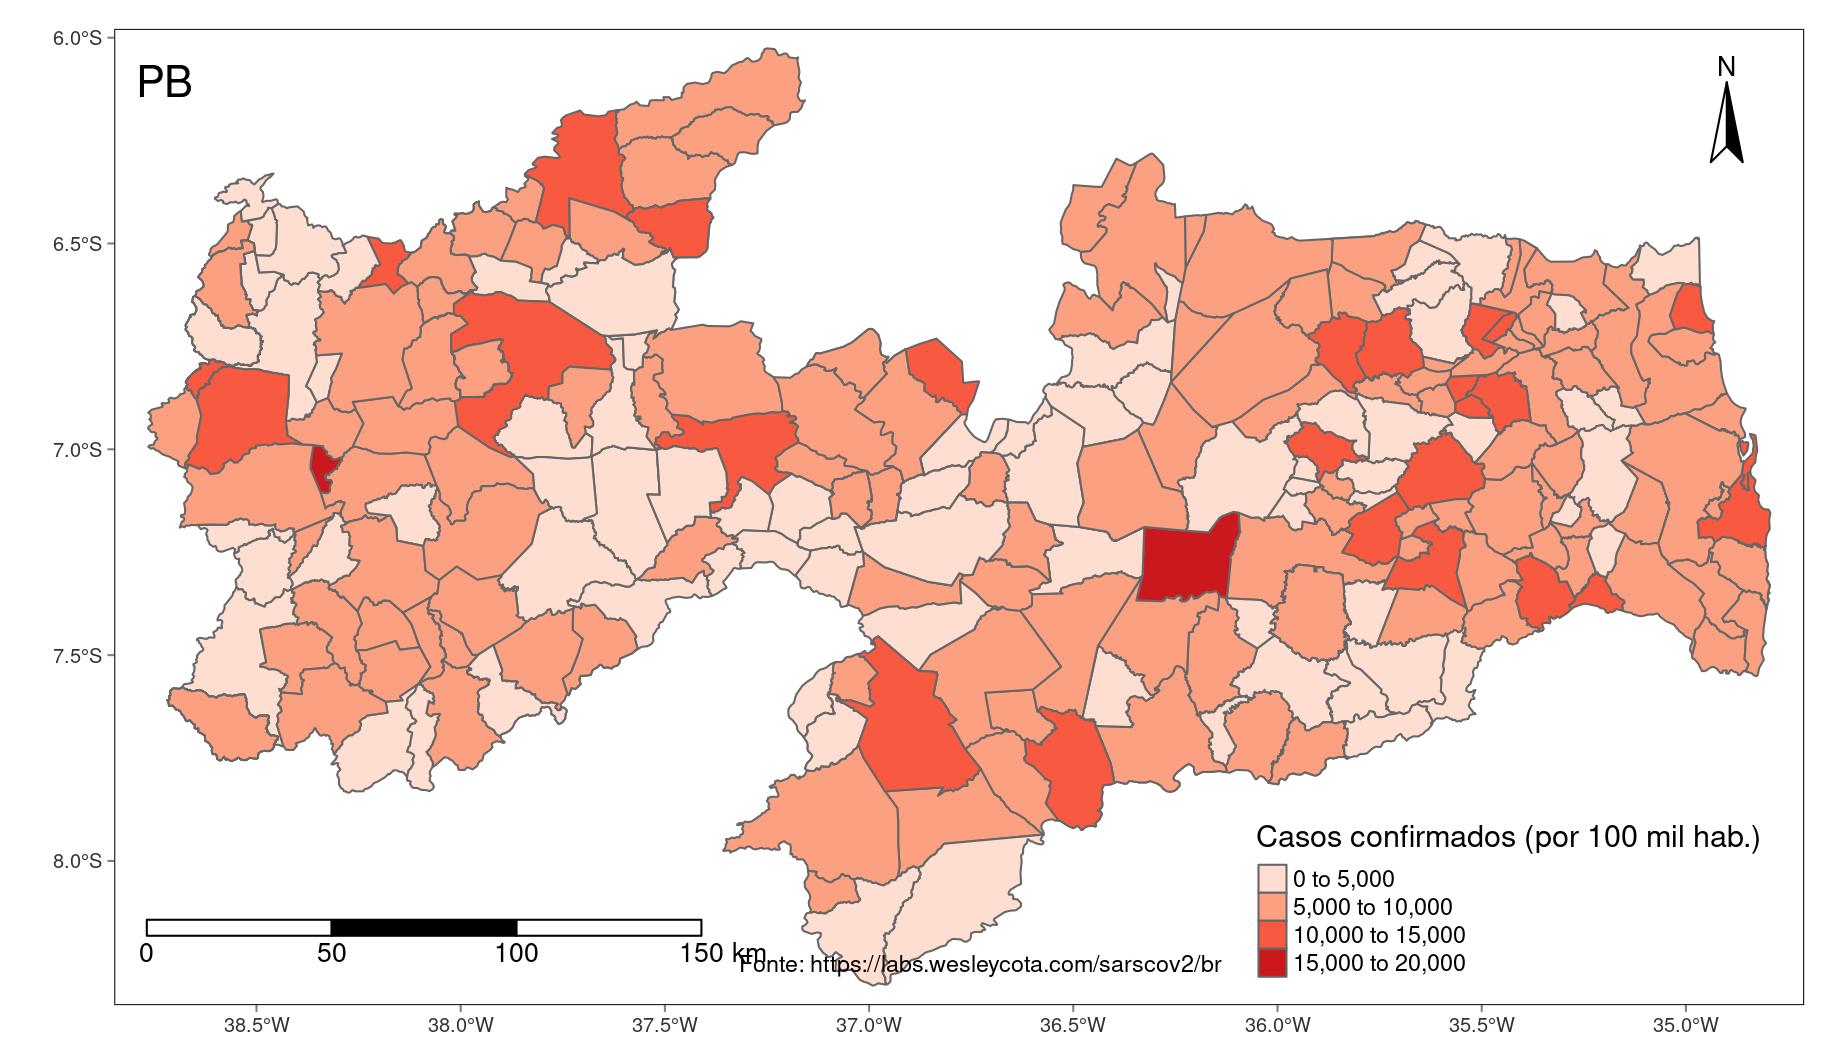 6.0°S
PB
N
6.5°S
7.0°S
7.5°S
8.0°S
Casos confirmados (por 100 mil hab.)
0 to 5,000
5,000 to 10,000
10,000 to 15,000
15,000 to 20,000
0 50 100 150 km
Fonte: https://labs.wesleycota.com/sarscov2/br
38.5°W 38.0°W 37.5°W 37.0°W 36.5°W 36.0°W 35.5°W 35.0°W